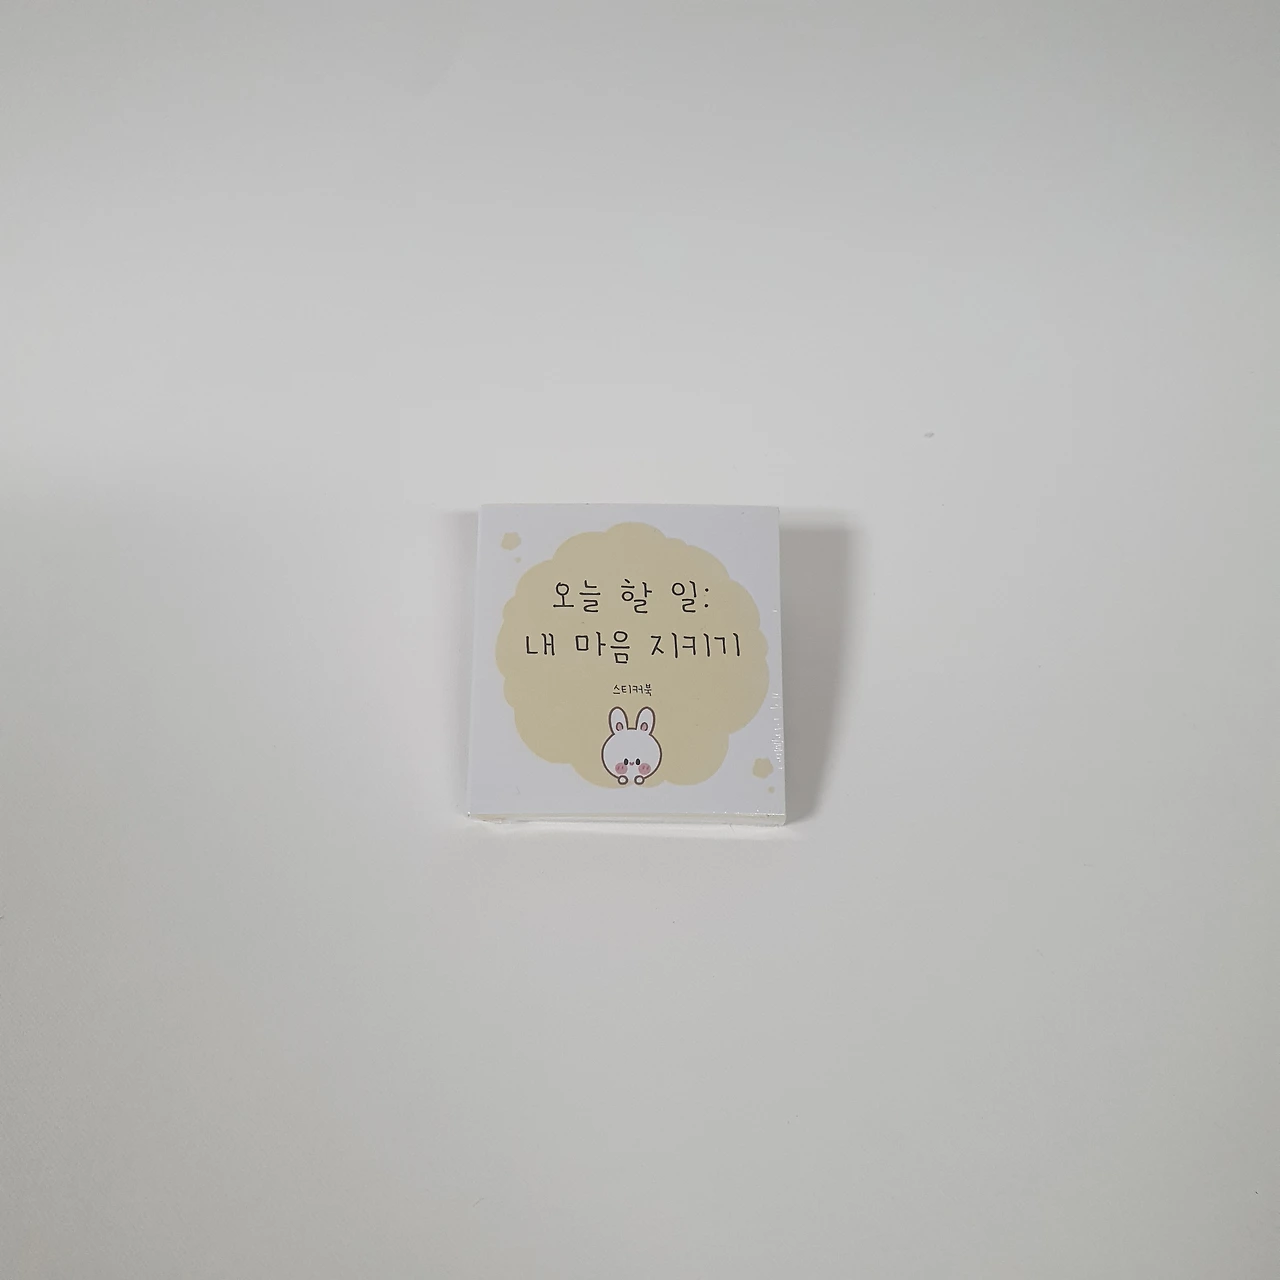 오늘 할 일:
내 마음 지키기
스티커북